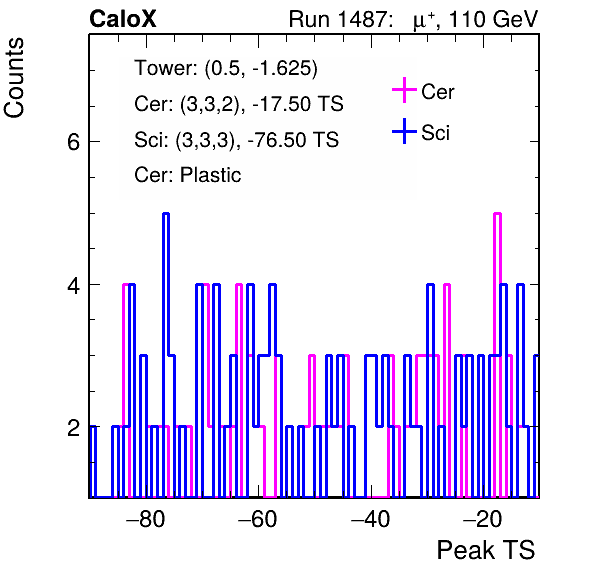 CaloX Run 1487: μ⁺, 110 GeV
Counts
Tower: (0.5, -1.625)
Cer: (3,3,2), -17.50 TS
Sci: (3,3,3), -76.50 TS
Cer: Plastic
Cer
Sci
6
4
2
−80 −60 −40 −20
Peak TS